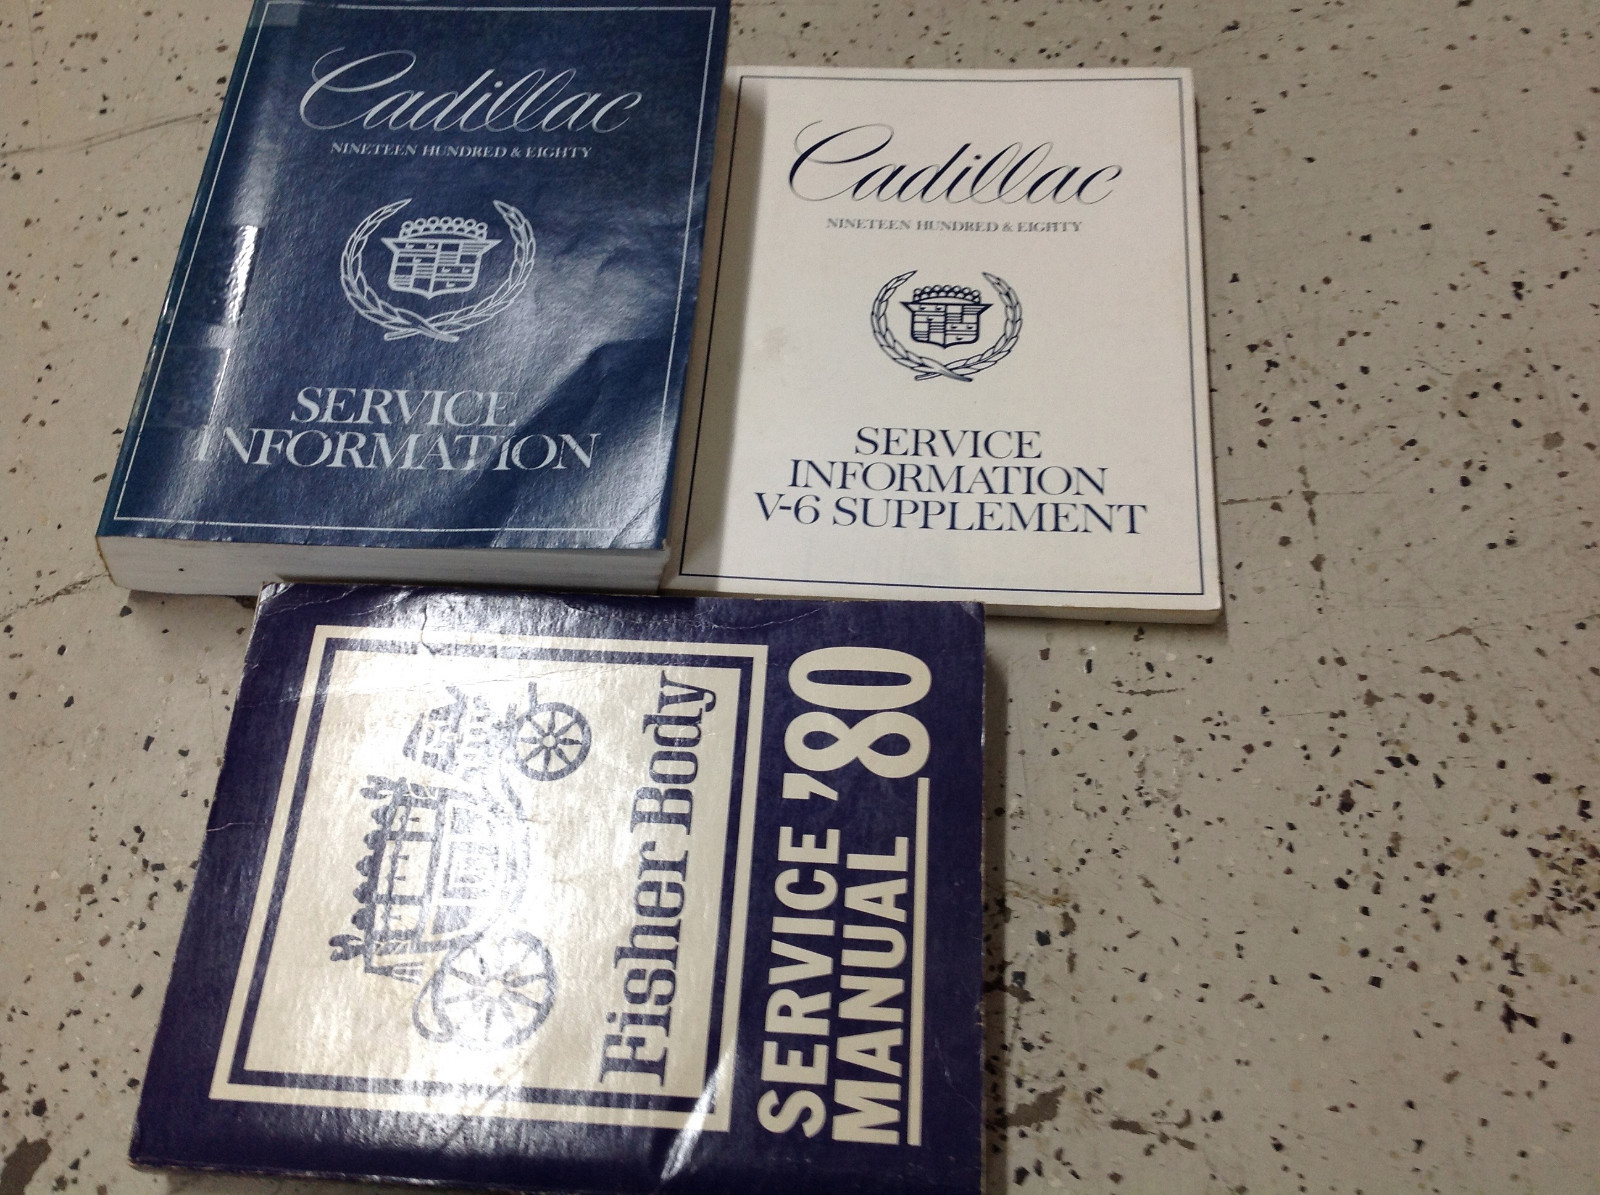 Cadillac
NINETEEN HUNDRED & EIGHTY
SERVICE
INFORMATION
Cadillac
NINETEEN HUNDRED & EIGHTY
SERVICE
INFORMATION
V-6 SUPPLEMENT
Fisher Body
SERVICE '80
MANUAL